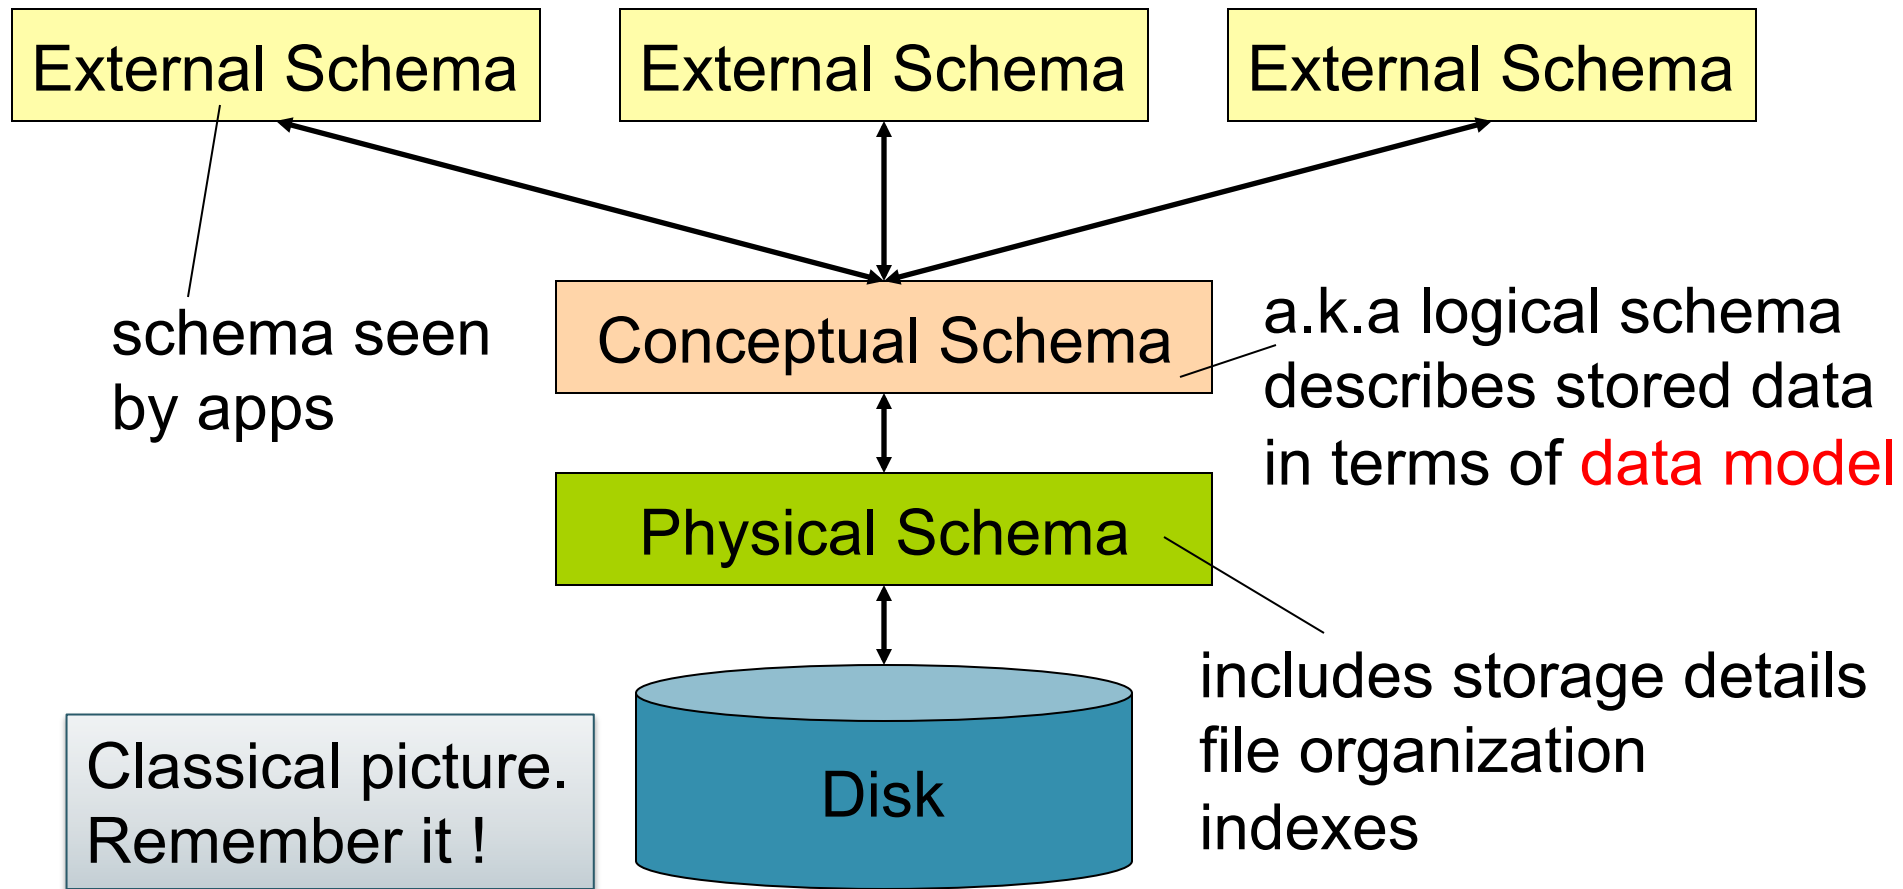 External Schema
External Schema
External Schema
schema seen
by apps
Conceptual Schema
a.k.a logical schema
describes stored data
in terms of data model
Physical Schema
includes storage details
file organization
indexes
Disk
Classical picture.
Remember it !